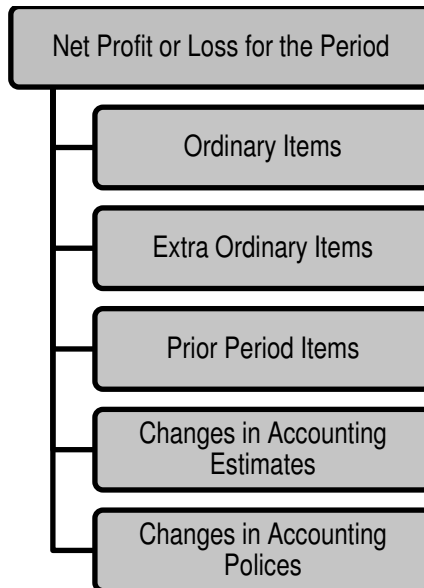 Net Profit or Loss for the Period
Ordinary Items
Extra Ordinary Items
Prior Period Items
Changes in Accounting
Estimates
Changes in Accounting
Polices